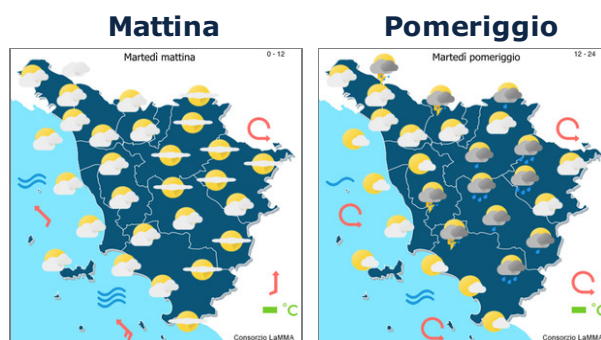 Mattina
Pomeriggio
Martedì mattina
0 - 12
Martedì pomeriggio
12 - 24
°C
°C
Consorzio LaMMA
Consorzio LaMMA